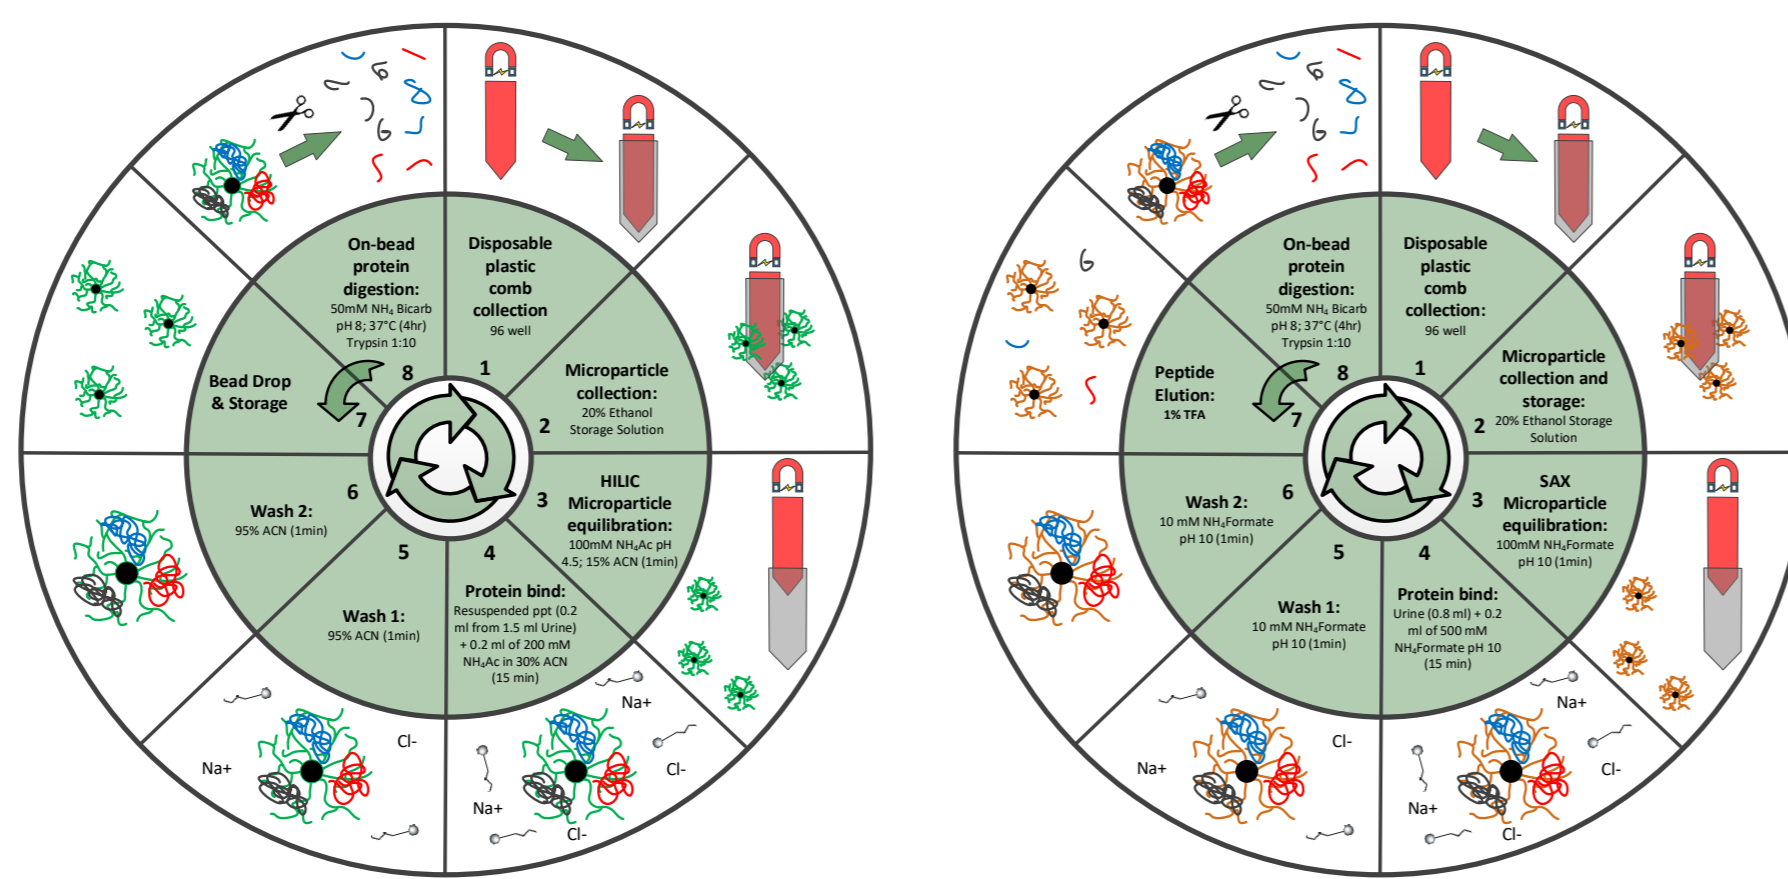 Disposable
plastic
comb
collection
96 well
1
Microparticle
collection:
20% Ethanol
Storage Solution
2
HILIC
Microparticle
equilibration:
100mM NH₄Ac pH
4.5; 15% ACN (1min)
3
Protein bind:
Resuspended ppt (0.2
ml from 1.5 ml Urine)
+ 0.2 ml of 200 mM
NH₄Ac in 30% ACN
(15 min)
4
Na+
Cl-
Na+
Cl-
Wash 1:
95% ACN (1min)
5
Cl-
Na+
Wash 2:
95% ACN (1min)
6
Bead Drop
& Storage
7
On-bead
protein
digestion:
50mM NH₄ Bicarb
pH 8; 37°C (4hr)
Trypsin 1:10
8
Disposable
plastic
comb
collection:
96 well
1
Microparticle
collection and
storage:
20% Ethanol Storage
Solution
2
SAX
Microparticle
equilibration:
100mM NH₄Formate
pH 10 (1min)
3
Protein bind:
Urine (0.8 ml) + 0.2
ml of 500 mM
NH₄Formate pH 10
(15 min)
4
Na+
Cl-
Na+
Cl-
Wash 1:
10 mM NH₄Formate
pH 10 (1min)
5
Cl-
Na+
Wash 2:
10 mM NH₄Formate
pH 10 (1min)
6
Peptide
Elution:
1% TFA
7
On-bead
protein
digestion:
50mM NH₄ Bicarb
pH 8; 37°C (4hr)
Trypsin 1:10
8